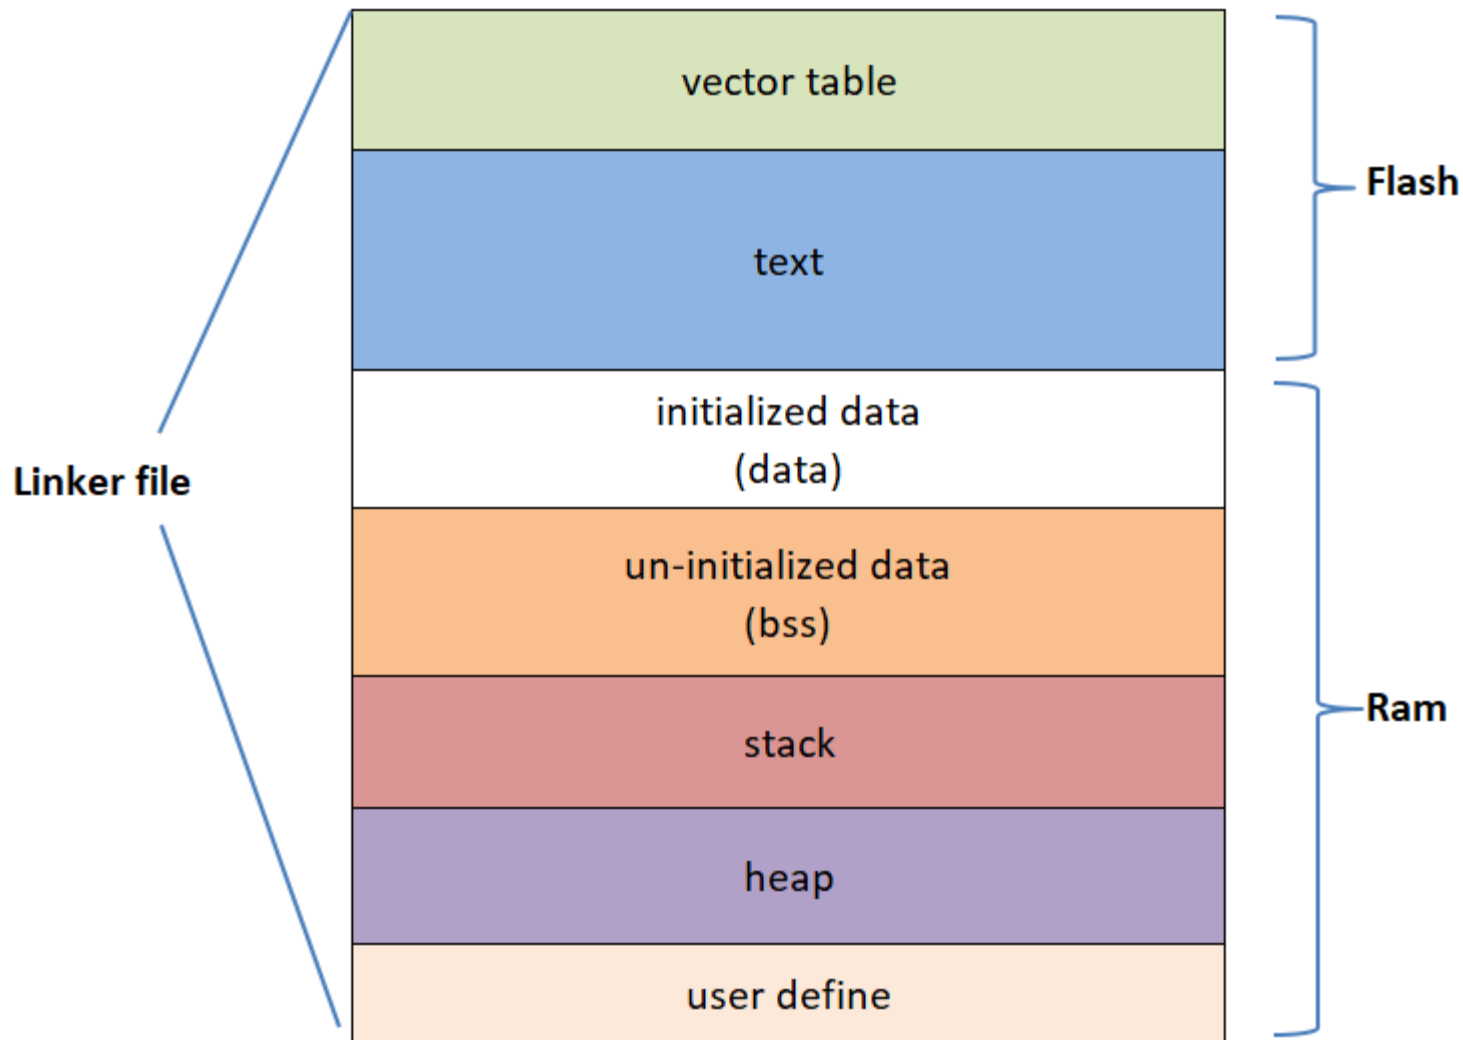 vector table
Flash
text
initialized data
(data)
Linker file
un-initialized data
(bss)
Ram
stack
heap
user define